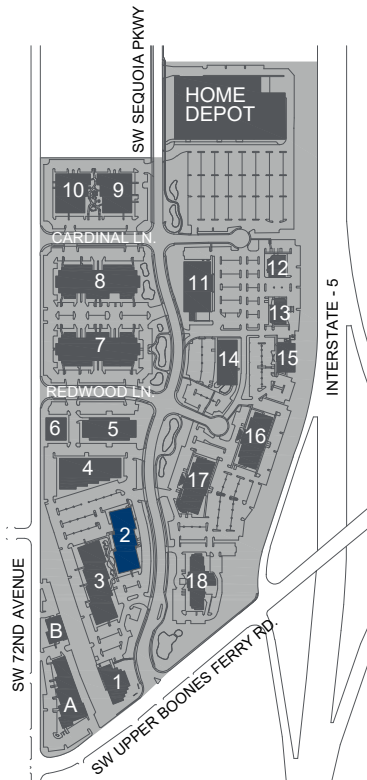 SW SEQUOIA PKWY
HOME
DEPOT
10
9
CARDINAL LN.
8
11
12
13
INTERSTATE - 5
7
14
15
REDWOOD LN.
6
5
16
4
17
2
3
18
SW 72ND AVENUE
B
A
1
SW UPPER BOONES FERRY RD.